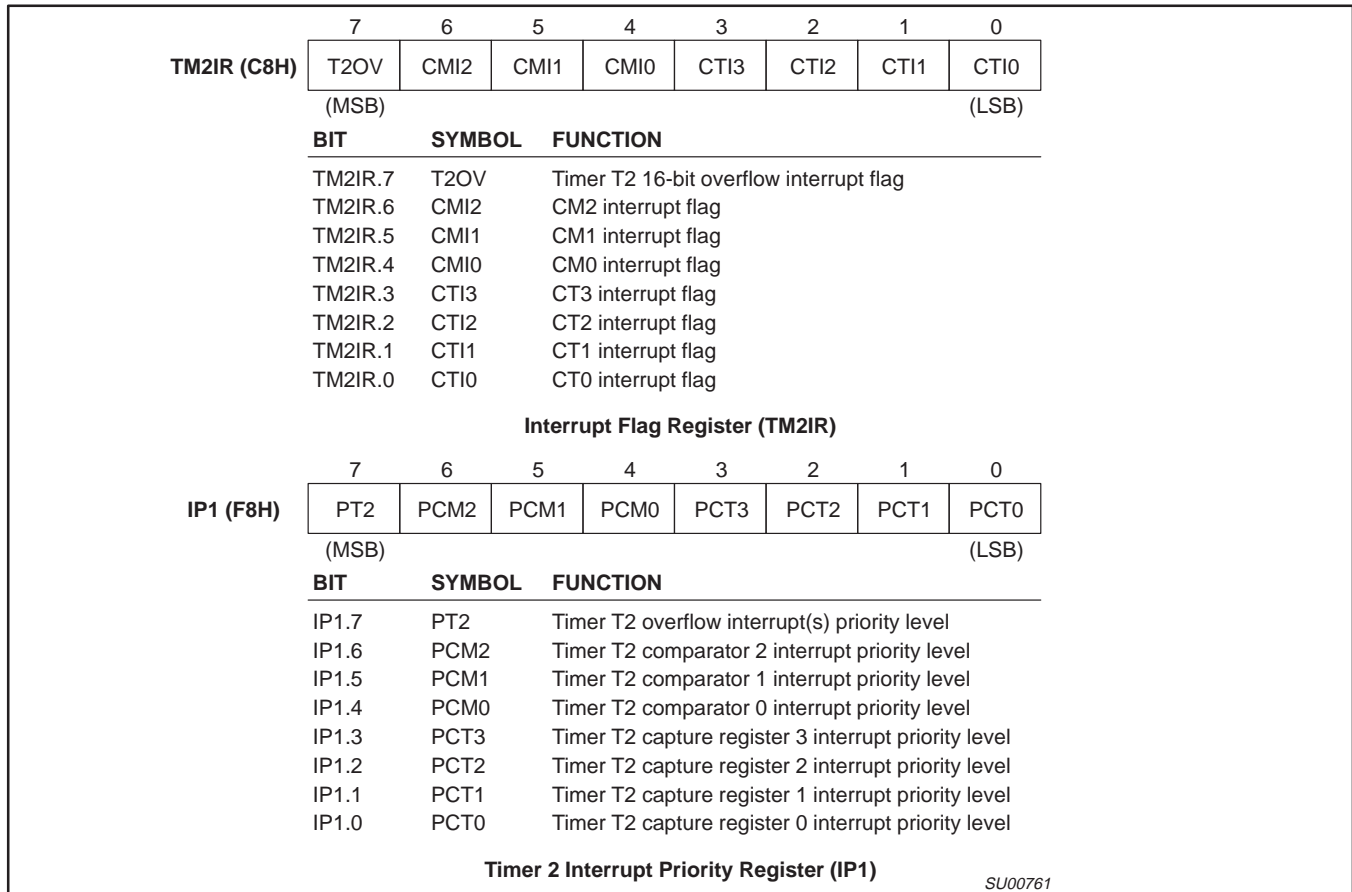 7 6 5 4 3 2 1 0
TM2IR (C8H) T2OV CMI2 CMI1 CMI0 CTI3 CTI2 CTI1 CTI0
(MSB) (LSB)
BIT SYMBOL FUNCTION
TM2IR.7 T2OV Timer T2 16-bit overflow interrupt flag
TM2IR.6 CMI2 CM2 interrupt flag
TM2IR.5 CMI1 CM1 interrupt flag
TM2IR.4 CMI0 CM0 interrupt flag
TM2IR.3 CTI3 CT3 interrupt flag
TM2IR.2 CTI2 CT2 interrupt flag
TM2IR.1 CTI1 CT1 interrupt flag
TM2IR.0 CTI0 CT0 interrupt flag
Interrupt Flag Register (TM2IR)
7 6 5 4 3 2 1 0
IP1 (F8H) PT2 PCM2 PCM1 PCM0 PCT3 PCT2 PCT1 PCT0
(MSB) (LSB)
BIT SYMBOL FUNCTION
IP1.7 PT2 Timer T2 overflow interrupt(s) priority level
IP1.6 PCM2 Timer T2 comparator 2 interrupt priority level
IP1.5 PCM1 Timer T2 comparator 1 interrupt priority level
IP1.4 PCM0 Timer T2 comparator 0 interrupt priority level
IP1.3 PCT3 Timer T2 capture register 3 interrupt priority level
IP1.2 PCT2 Timer T2 capture register 2 interrupt priority level
IP1.1 PCT1 Timer T2 capture register 1 interrupt priority level
IP1.0 PCT0 Timer T2 capture register 0 interrupt priority level
Timer 2 Interrupt Priority Register (IP1)
SU00761